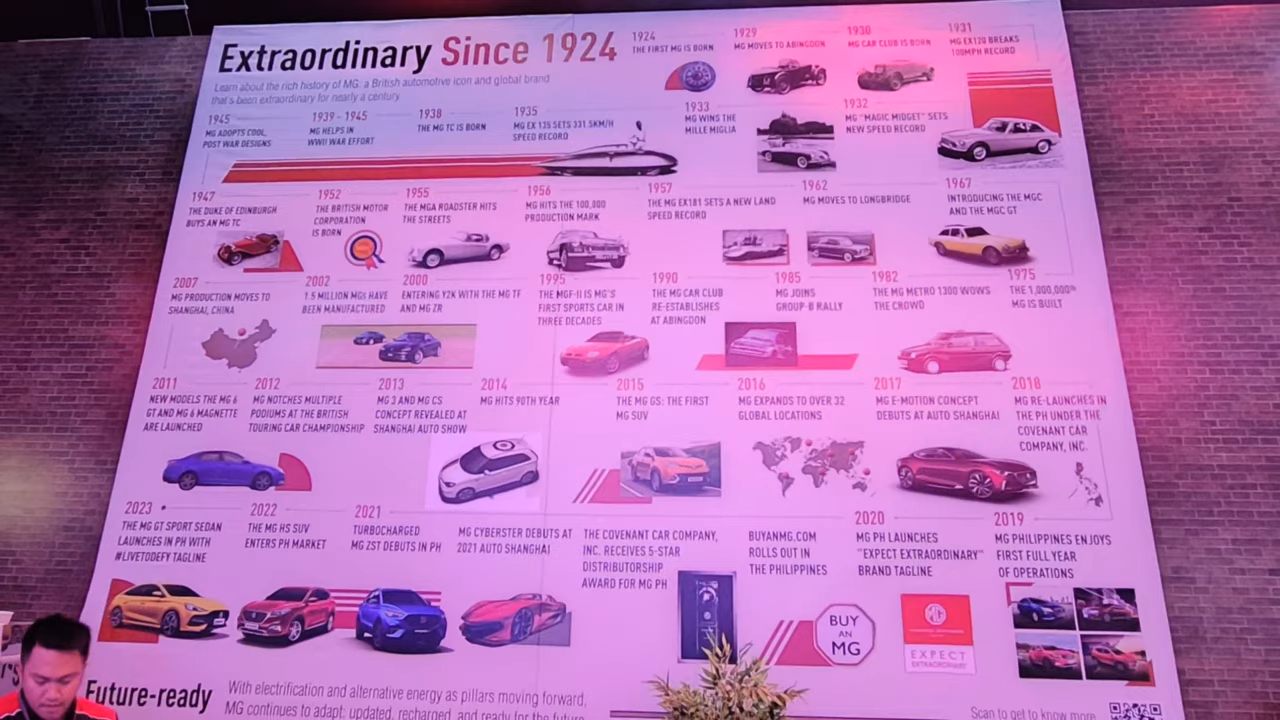 Extraordinary Since 1924
Learn about the rich history of MG: a British automotive icon and global brand
that's been extraordinary for nearly a century
1924
THE FIRST MG IS BORN
1929
MG MOVES TO ABINGDON
1930
MG CAR CLUB IS BORN
1931
MG EX120 BREAKS
100MPH RECORD
1945
MG ADOPTS COOL,
POST WAR DESIGNS
1939 - 1945
MG HELPS IN
WWII WAR EFFORT
1938
THE MG TC IS BORN
1935
MG EX 135 SETS 331.5KM/H
SPEED RECORD
1933
MG WINS THE
MILLE MIGLIA
1932
MG "MAGIC MIDGET" SETS
NEW SPEED RECORD
1947
THE DUKE OF EDINBURGH
BUYS AN MG TC
1952
THE BRITISH MOTOR
CORPORATION
IS BORN
1955
THE MGA ROADSTER HITS
THE STREETS
1956
MG HITS THE 100,000
PRODUCTION MARK
1957
THE MG EX181 SETS A NEW LAND
SPEED RECORD
1962
MG MOVES TO LONGBRIDGE
1967
INTRODUCING THE MGC
AND THE MGC GT
2007
MG PRODUCTION MOVES TO
SHANGHAI, CHINA
2002
1.5 MILLION MGs HAVE
BEEN MANUFACTURED
2000
ENTERING Y2K WITH THE MG TF
AND MG ZR
1995
THE MGF-II IS MG'S
FIRST SPORTS CAR IN
THREE DECADES
1990
THE MG CAR CLUB
RE-ESTABLISHES
AT ABINGDON
1985
MG JOINS
GROUP-B RALLY
1982
THE MG METRO 1300 WOWS
THE CROWD
1975
THE 1,000,000th
MG IS BUILT
2011
NEW MODELS THE MG 6
GT AND MG 6 MAGNETTE
ARE LAUNCHED
2012
MG NOTCHES MULTIPLE
PODIUMS AT THE BRITISH
TOURING CAR CHAMPIONSHIP
2013
MG 3 AND MG CS
CONCEPT REVEALED AT
SHANGHAI AUTO SHOW
2014
MG HITS 90TH YEAR
2015
THE MG GS: THE FIRST
MG SUV
2016
MG EXPANDS TO OVER 32
GLOBAL LOCATIONS
2017
MG E-MOTION CONCEPT
DEBUTS AT AUTO SHANGHAI
2018
MG RE-LAUNCHES IN
THE PH UNDER THE
COVENANT CAR
COMPANY, INC.
2023
THE MG GT SPORT SEDAN
LAUNCHES IN PH WITH
#LIVETODEFY TAGLINE
2022
THE MG HS SUV
ENTERS PH MARKET
2021
TURBOCHARGED
MG ZST DEBUTS IN PH
MG CYBERSTER DEBUTS AT
2021 AUTO SHANGHAI
THE COVENANT CAR COMPANY,
INC. RECEIVES 5-STAR
DISTRIBUTORSHIP
AWARD FOR MG PH
BUYANMG.COM
ROLLS OUT IN
THE PHILIPPINES
2020
MG PH LAUNCHES
"EXPECT EXTRAORDINARY"
BRAND TAGLINE
2019
MG PHILIPPINES ENJOYS
FIRST FULL YEAR
OF OPERATIONS
BUY
AN
MG
MG
EXPECT
EXTRAORDINARY
Future-ready
With electrification and alternative energy as pillars moving forward,
MG continues to adapt: updated, recharged, and ready for the future
Scan to get to know more